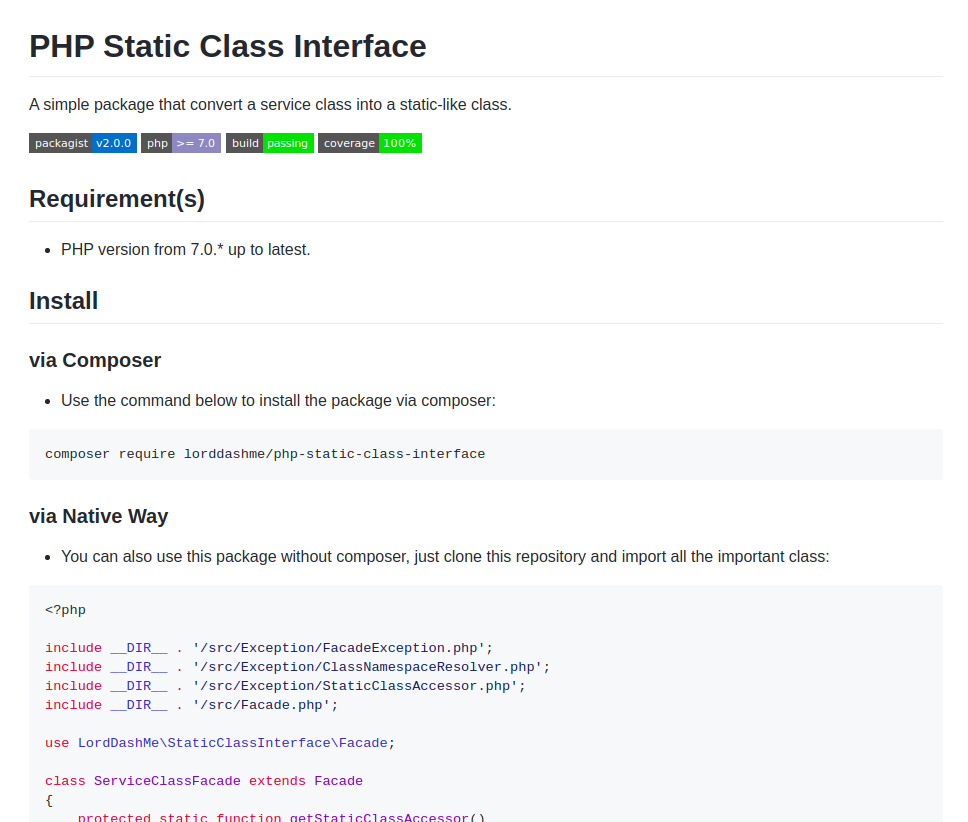 PHP Static Class Interface
A simple package that convert a service class into a static-like class.
packagist v2.0.0 php >= 7.0 build passing coverage 100%
Requirement(s)
PHP version from 7.0.* up to latest.
Install
via Composer
Use the command below to install the package via composer:
composer require lorddashme/php-static-class-interface
via Native Way
You can also use this package without composer, just clone this repository and import all the important class:
<?php
include __DIR__ . '/src/Exception/FacadeException.php';
include __DIR__ . '/src/Exception/ClassNamespaceResolver.php';
include __DIR__ . '/src/Exception/StaticClassAccessor.php';
include __DIR__ . '/src/Facade.php';
use LordDashMe\StaticClassInterface\Facade;
class ServiceClassFacade extends Facade
{
protected static function getStaticClassAccessor()